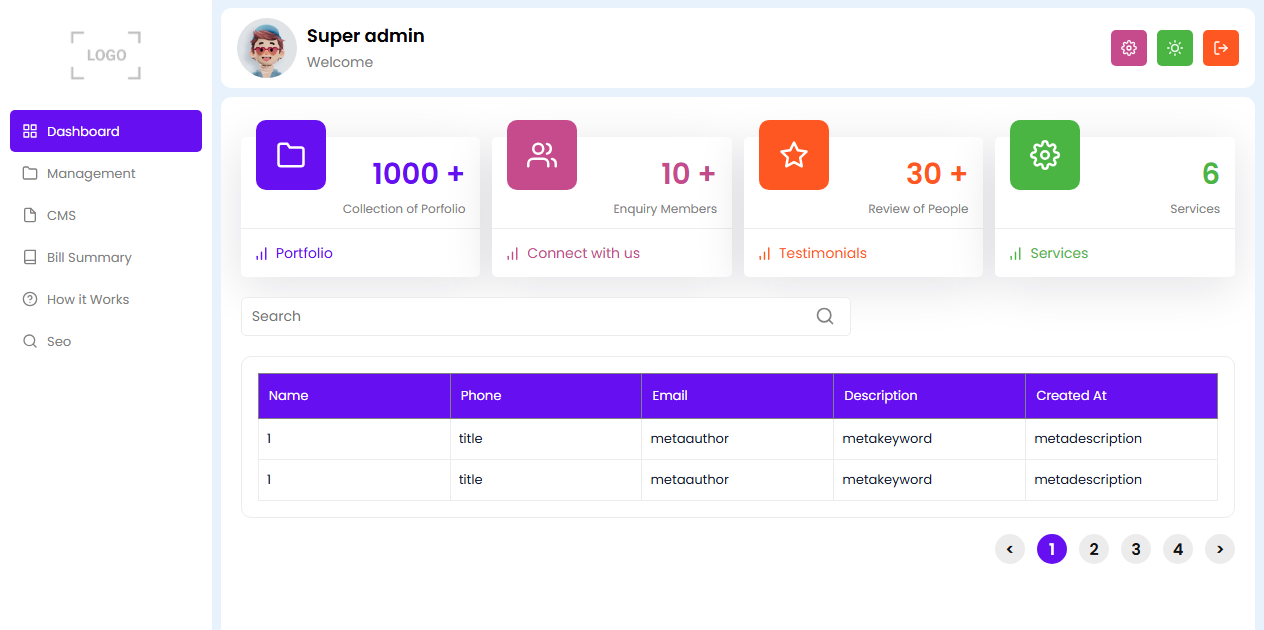 LOGO
Dashboard
Management
CMS
Bill Summary
How it Works
Seo
Super admin
Welcome
1000 +
Collection of Porfolio
Portfolio
10 +
Enquiry Members
Connect with us
30 +
Review of People
Testimonials
6
Services
Services
Search
Name Phone Email Description Created At
1 title metaauthor metakeyword metadescription
1 title metaauthor metakeyword metadescription
< 1 2 3 4 >